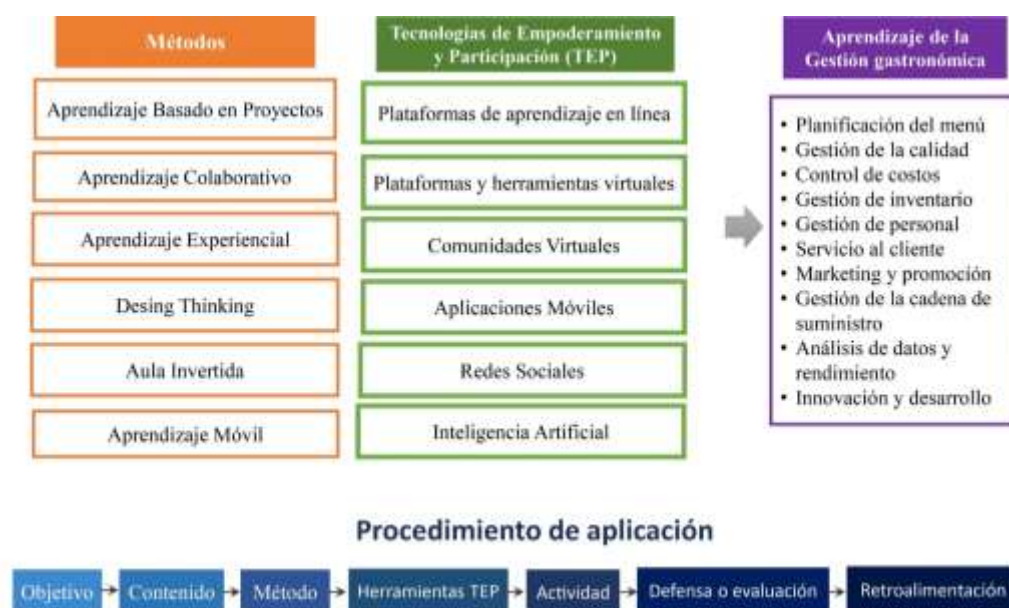 Métodos
Aprendizaje Basado en Proyectos
Aprendizaje Colaborativo
Aprendizaje Experiencial
Desing Thinking
Aula Invertida
Aprendizaje Móvil
Tecnologías de Empoderamiento
y Participación (TEP)
Plataformas de aprendizaje en línea
Plataformas y herramientas virtuales
Comunidades Virtuales
Aplicaciones Móviles
Redes Sociales
Inteligencia Artificial
Aprendizaje de la
Gestión gastronómica
• Planificación del menú
• Gestión de la calidad
• Control de costos
• Gestión de inventario
• Gestión de personal
• Servicio al cliente
• Marketing y promoción
• Gestión de la cadena de
suministro
• Análisis de datos y
rendimiento
• Innovación y desarrollo
Procedimiento de aplicación
Objetivo
Contenido
Método
Herramientas TEP
Actividad
Defensa o evaluación
Retroalimentación